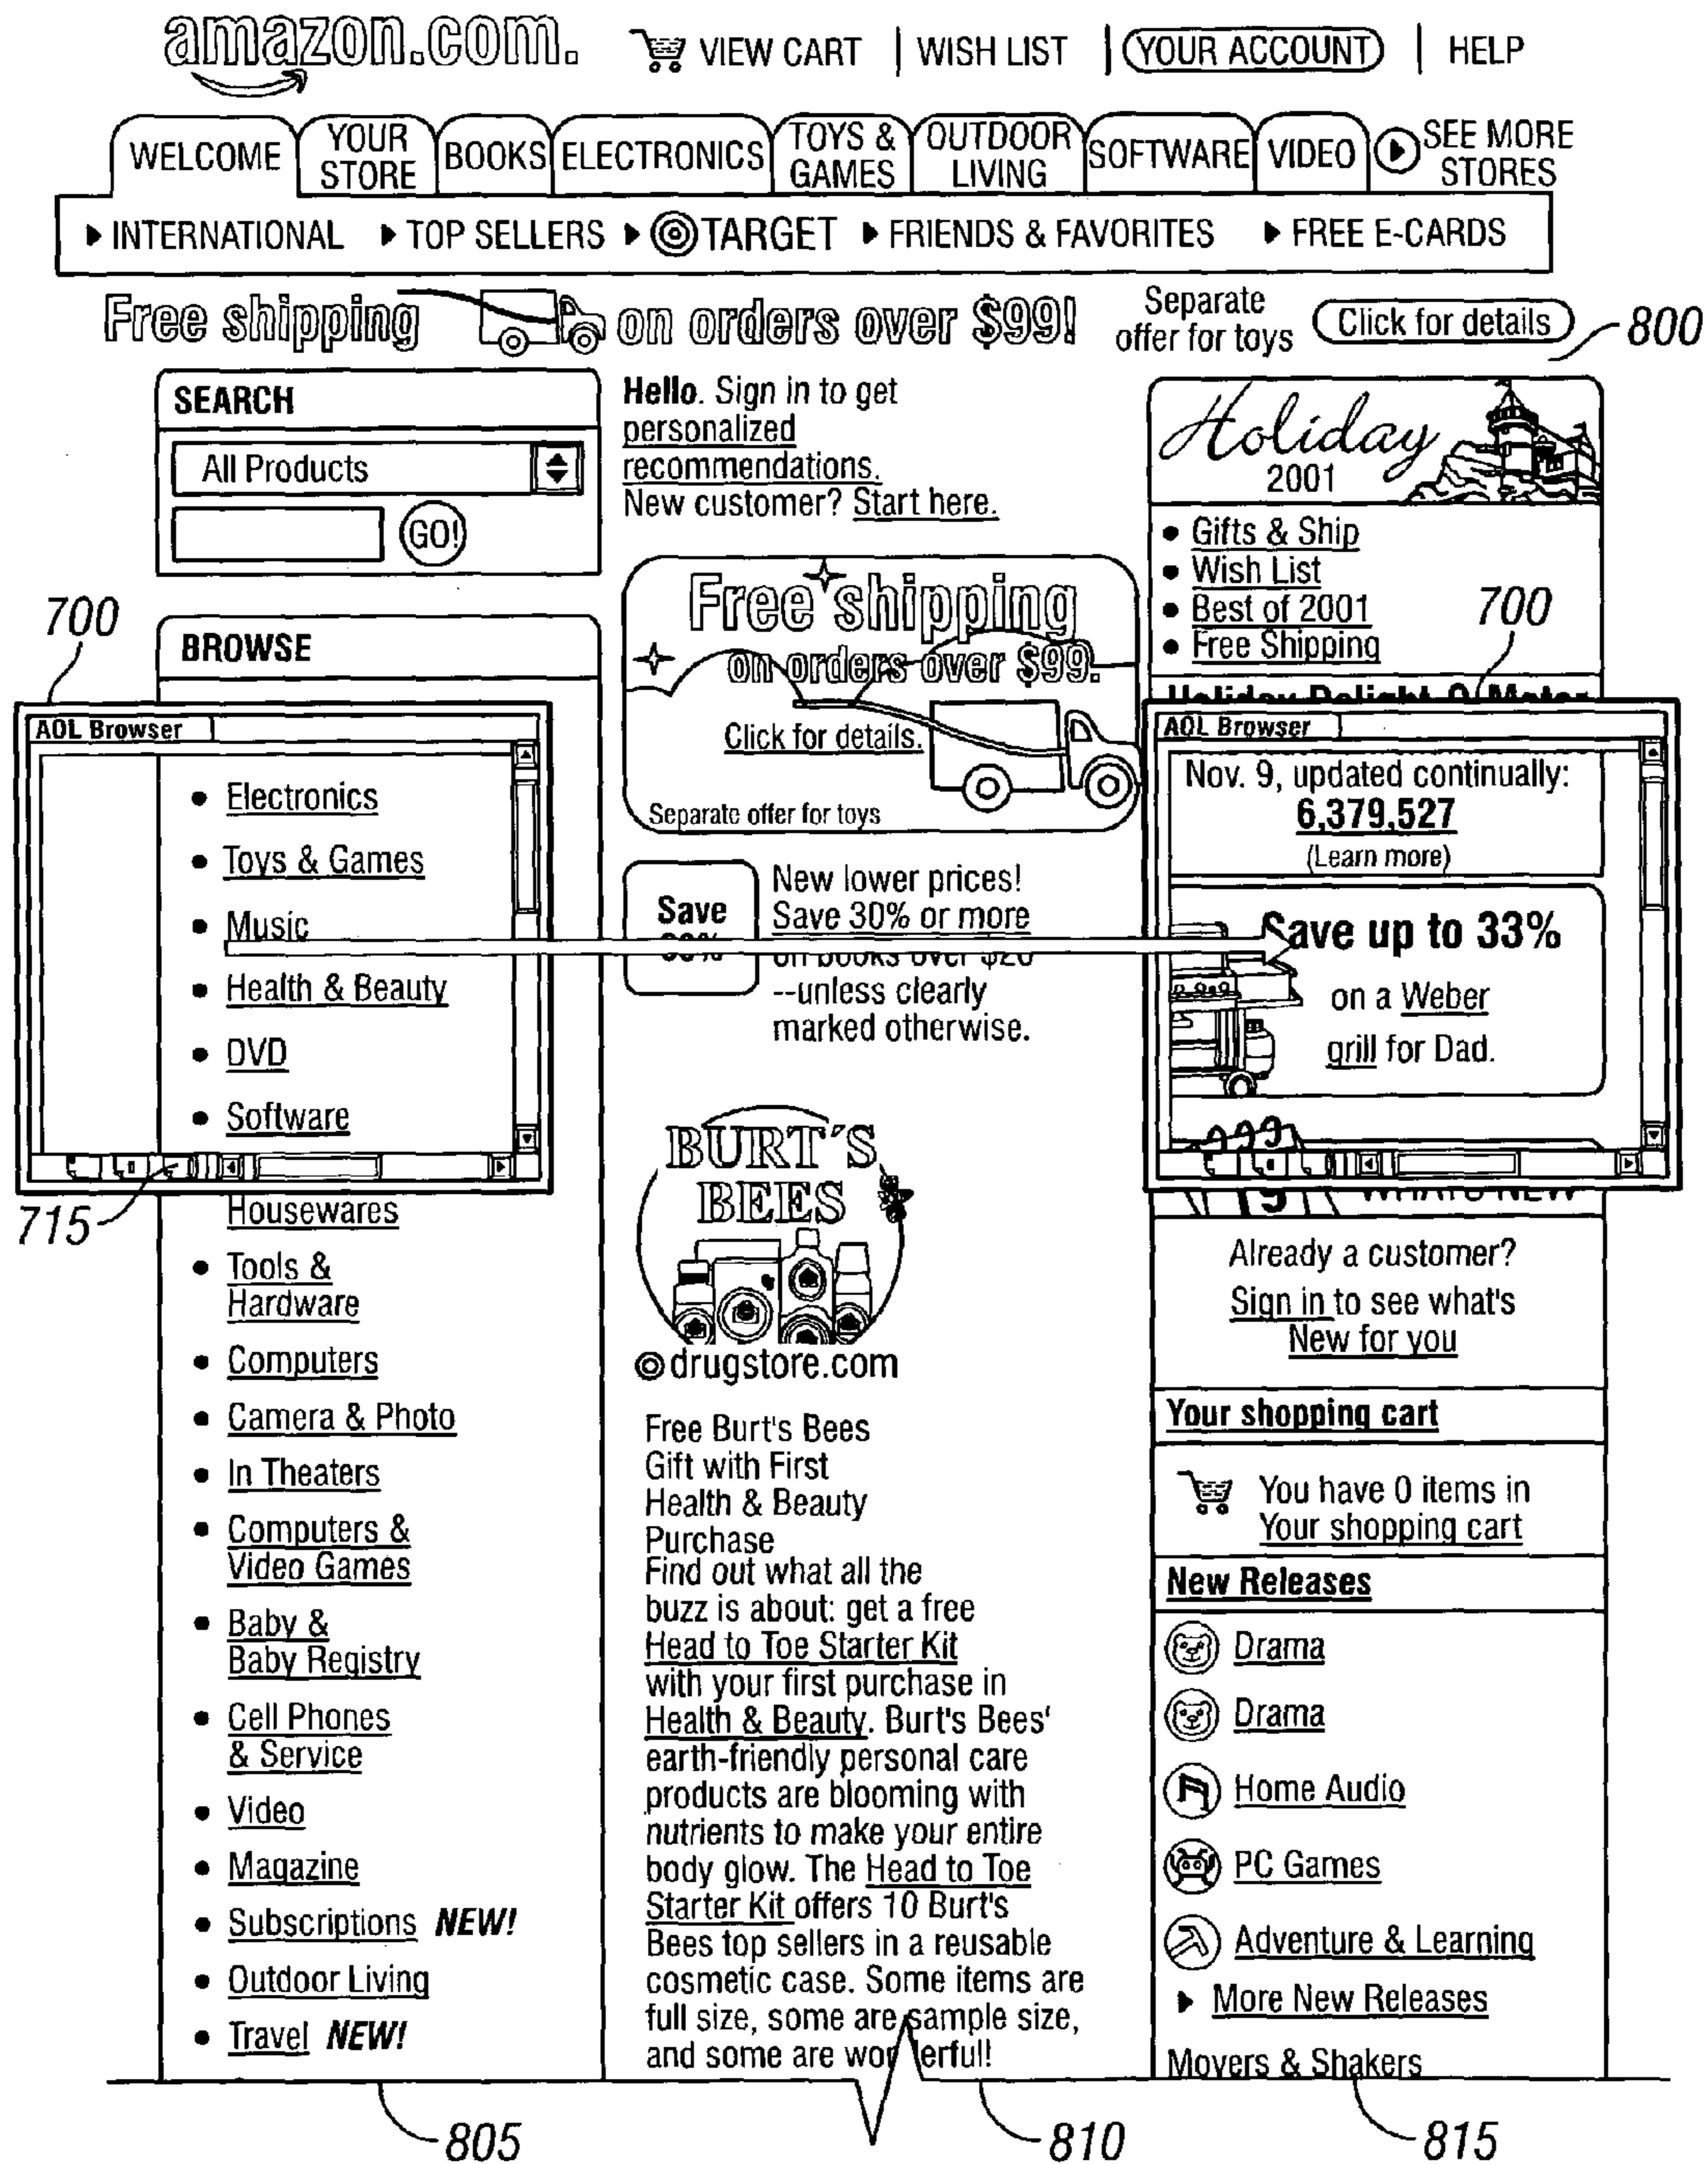 amazon.com.
VIEW CART | WISH LIST | YOUR ACCOUNT | HELP
WELCOME
YOUR
STORE
BOOKS
ELECTRONICS
TOYS &
GAMES
OUTDOOR
LIVING
SOFTWARE
VIDEO
SEE MORE
STORES
INTERNATIONAL
TOP SELLERS
TARGET
FRIENDS & FAVORITES
FREE E-CARDS
Free shipping on orders over $99!
Separate
offer for toys
Click for details
800
SEARCH
All Products
GO!
700
BROWSE
AOL Browser
• Electronics
• Toys & Games
• Music
• Health & Beauty
• DVD
• Software
715
Housewares
• Tools &
Hardware
• Computers
• Camera & Photo
• In Theaters
• Computers &
Video Games
• Baby &
Baby Registry
• Cell Phones
& Service
• Video
• Magazine
• Subscriptions NEW!
• Outdoor Living
• Travel NEW!
805
Hello. Sign in to get
personalized
recommendations.
New customer? Start here.
Free shipping
on orders over $99.
Click for details.
Separate offer for toys
Save
New lower prices!
Save 30% or more
on books over $20
--unless clearly
marked otherwise.
BURT'S
BEES
drugstore.com
Free Burt's Bees
Gift with First
Health & Beauty
Purchase
Find out what all the
buzz is about: get a free
Head to Toe Starter Kit
with your first purchase in
Health & Beauty. Burt's Bees'
earth-friendly personal care
products are blooming with
nutrients to make your entire
body glow. The Head to Toe
Starter Kit offers 10 Burt's
Bees top sellers in a reusable
cosmetic case. Some items are
full size, some are sample size,
and some are wonderful!
810
Holiday
2001
• Gifts & Ship
• Wish List
• Best of 2001
• Free Shipping
700
Holiday Delight-O-Meter
AOL Browser
Nov. 9, updated continually:
6,379,527
(Learn more)
Save up to 33%
on a Weber
grill for Dad.
WHAT'S NEW
Already a customer?
Sign in to see what's
New for you
Your shopping cart
You have 0 items in
Your shopping cart
New Releases
Drama
Drama
Home Audio
PC Games
Adventure & Learning
More New Releases
Movers & Shakers
815